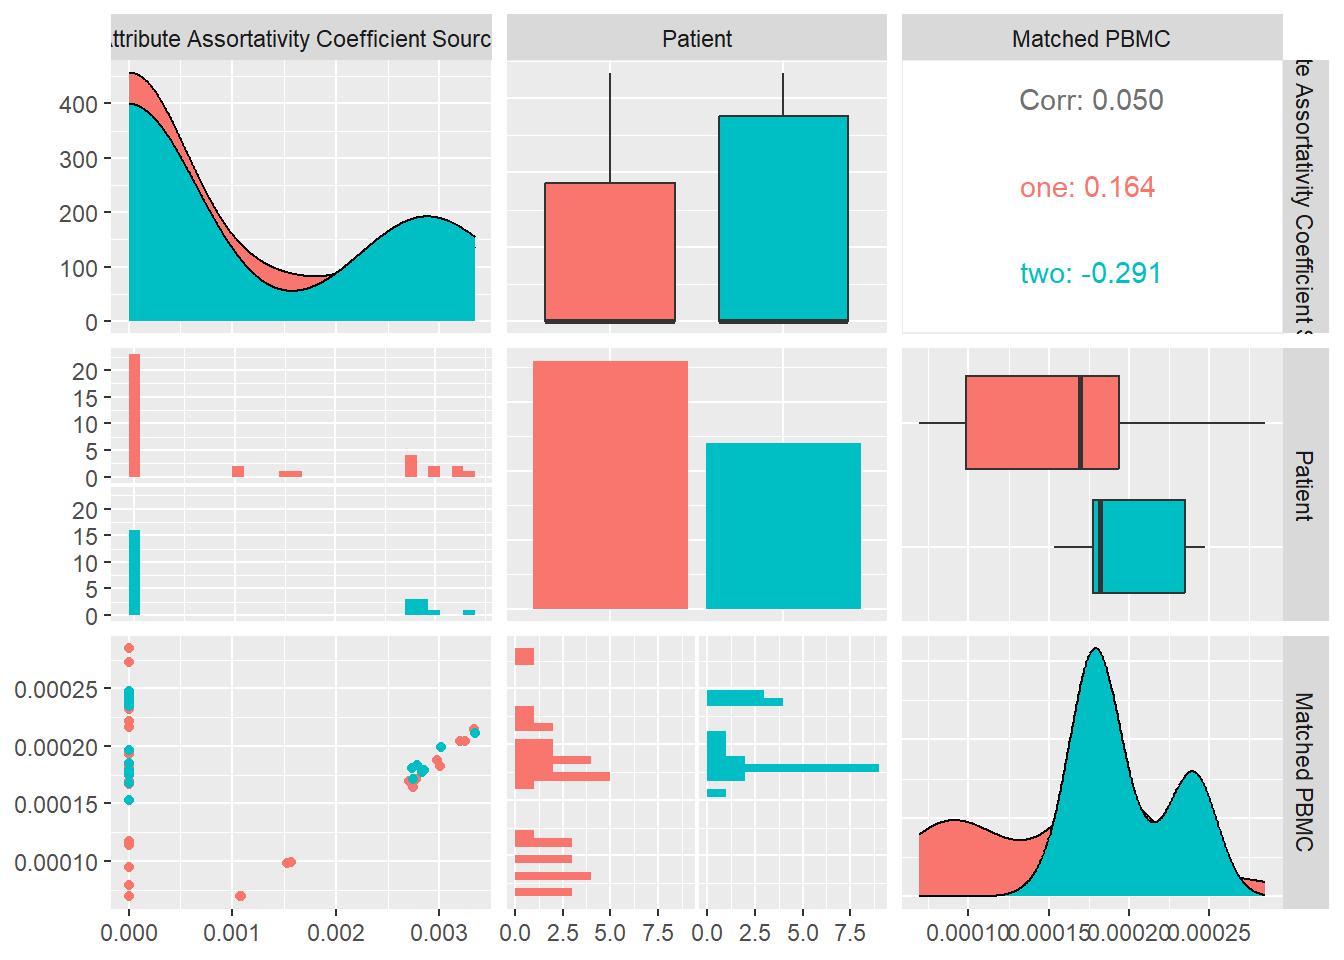 ttribute Assortativity Coefficient Sourc
Patient
Matched PBMC
400
300
200
100
0
Corr: 0.050
one: 0.164
two: -0.291
te Assortativity Coefficient S
20
15
10
5
0
20
15
10
5
0
Patient
0.00025
0.00020
0.00015
0.00010
Matched PBMC
0.000 0.001 0.002 0.003
0.0 2.5 5.0 7.5
0.0 2.5 5.0 7.5
0.00010 0.00015 0.00020 0.00025